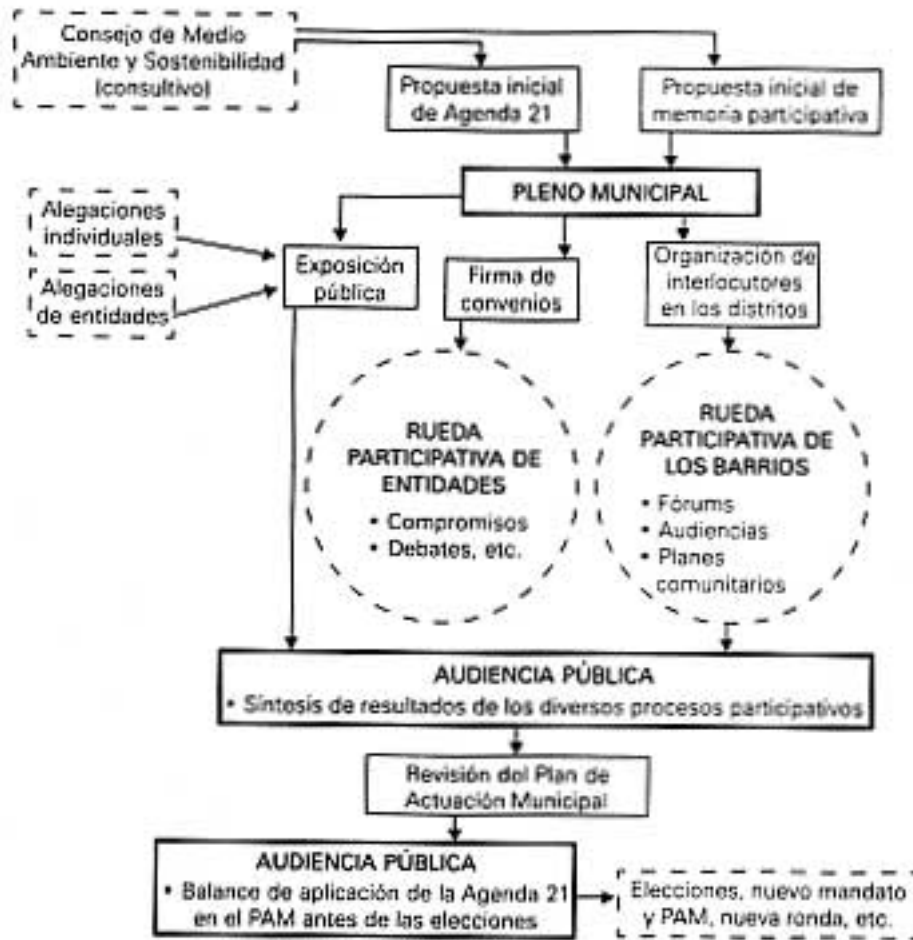 Consejo de Medio
Ambiente y Sostenibilidad
(consultivo)
Propuesta inicial
de Agenda 21
Propuesta inicial de
memoria participativa
PLENO MUNICIPAL
Alegaciones
individuales
Alegaciones
de entidades
Exposición
pública
Firma de
convenios
Organización de
interlocutores
en los distritos
RUEDA
PARTICIPATIVA DE
ENTIDADES
• Compromisos
• Debates, etc.
RUEDA
PARTICIPATIVA DE
LOS BARRIOS
• Fórums
• Audiencias
• Planes
comunitarios
AUDIENCIA PÚBLICA
• Síntesis de resultados de los diversos procesos participativos
Revisión del Plan de
Actuación Municipal
AUDIENCIA PÚBLICA
• Balance de aplicación de la Agenda 21
en el PAM antes de las elecciones
Elecciones, nuevo mandato
y PAM, nueva ronda, etc.